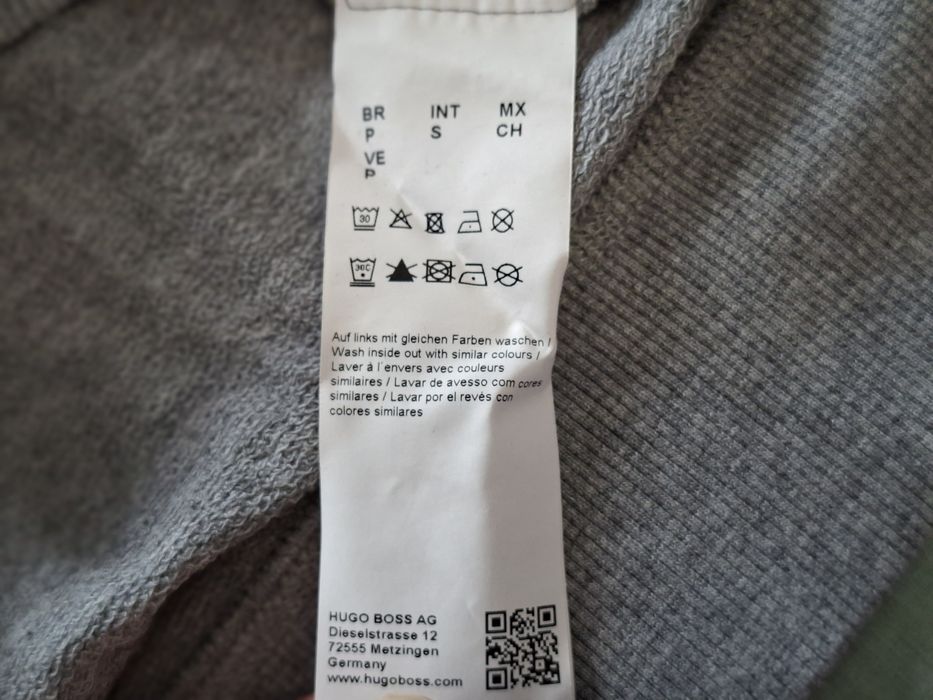 BR INT MX
P S CH
VE
P
30
30C
Auf links mit gleichen Farben waschen /
Wash inside out with similar colours /
Laver à l´envers avec couleurs
similaires / Lavar de avesso com cores
similares / Lavar por el revés con
colores similares
HUGO BOSS AG
Dieselstrasse 12
72555 Metzingen
Germany
www.hugoboss.com